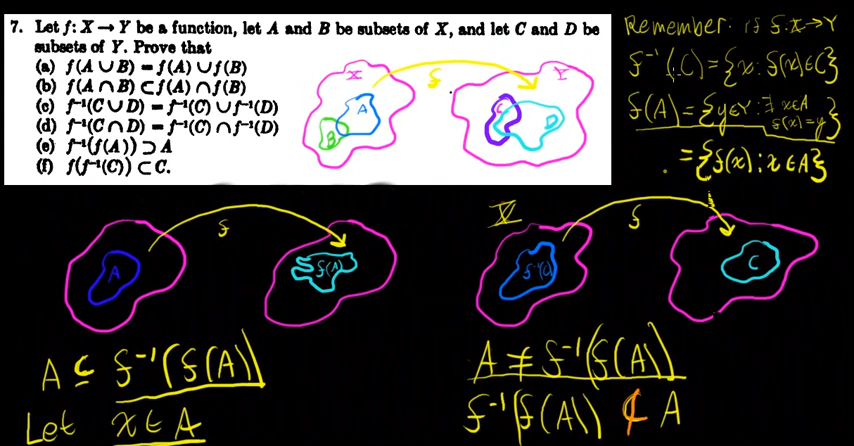 7. Let f: X → Y be a function, let A and B be subsets of X, and let C and D be
subsets of Y. Prove that
(a) f(A ∪ B) = f(A) ∪ f(B)
(b) f(A ∩ B) ⊂ f(A) ∩ f(B)
(c) f⁻¹(C ∪ D) = f⁻¹(C) ∪ f⁻¹(D)
(d) f⁻¹(C ∩ D) = f⁻¹(C) ∩ f⁻¹(D)
(e) f⁻¹(f(A)) ⊃ A
(f) f(f⁻¹(C)) ⊂ C.
X
f
Y
A
B
C
D
Remember: if f: X → Y
f⁻¹(C) = {x : f(x) ∈ C}
f(A) = {y ∈ Y : ∃ x ∈ A
f(x) = y}
= {f(x) : x ∈ A}
f
A
f(A)
X
f
f⁻¹(C)
C
A ⊆ f⁻¹(f(A))
Let x ∈ A
A ≠ f⁻¹(f(A))
f⁻¹(f(A)) ⊄ A